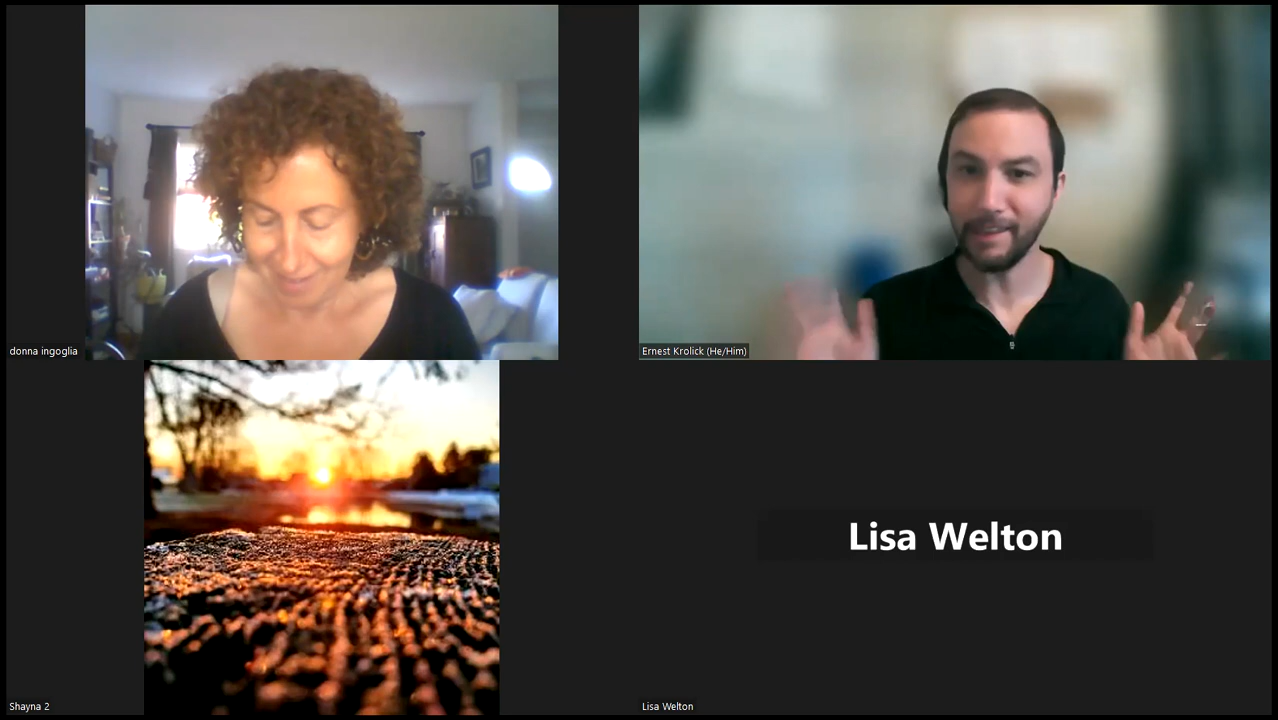 donna ingoglia
Ernest Krolick (He/Him)
Lisa Welton
Shayna 2
Lisa Welton